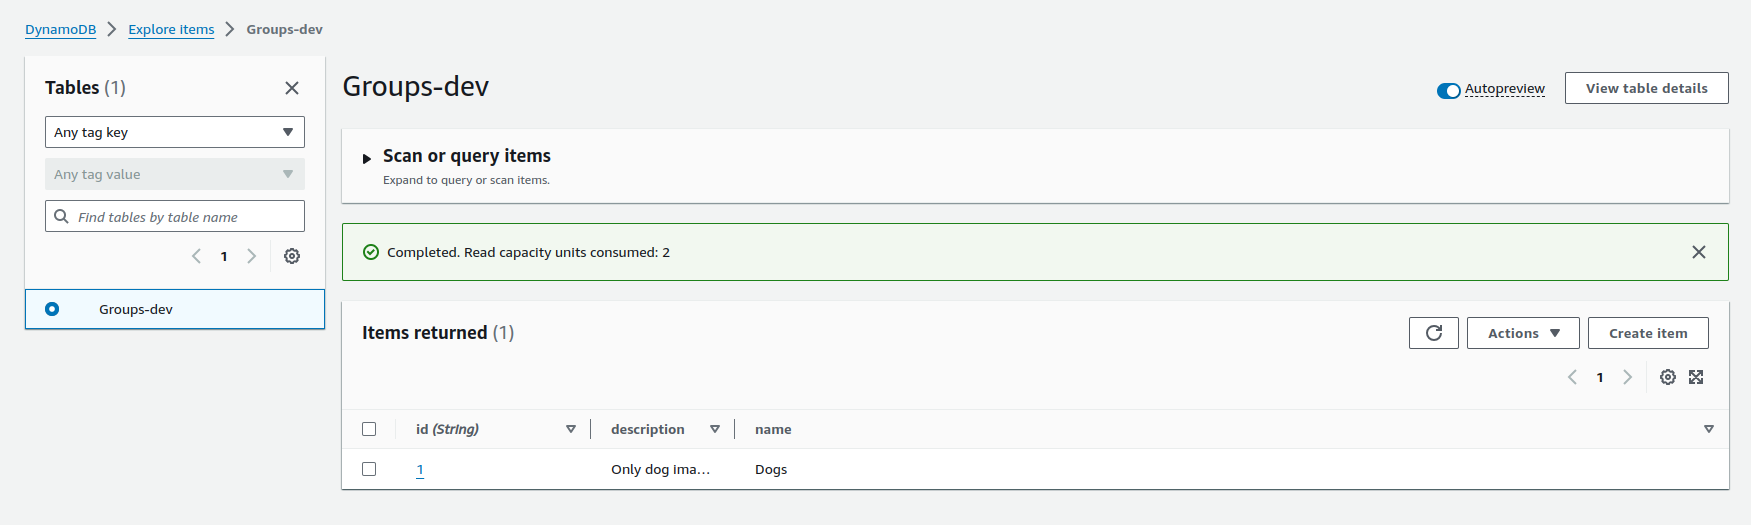 DynamoDB > Explore items > Groups-dev
Tables (1)
Any tag key
Any tag value
Find tables by table name
1
Groups-dev
Groups-dev
Autopreview
View table details
Scan or query items
Expand to query or scan items.
Completed. Read capacity units consumed: 2
Items returned (1)
Actions
Create item
1
id (String) description name
1 Only dog ima... Dogs